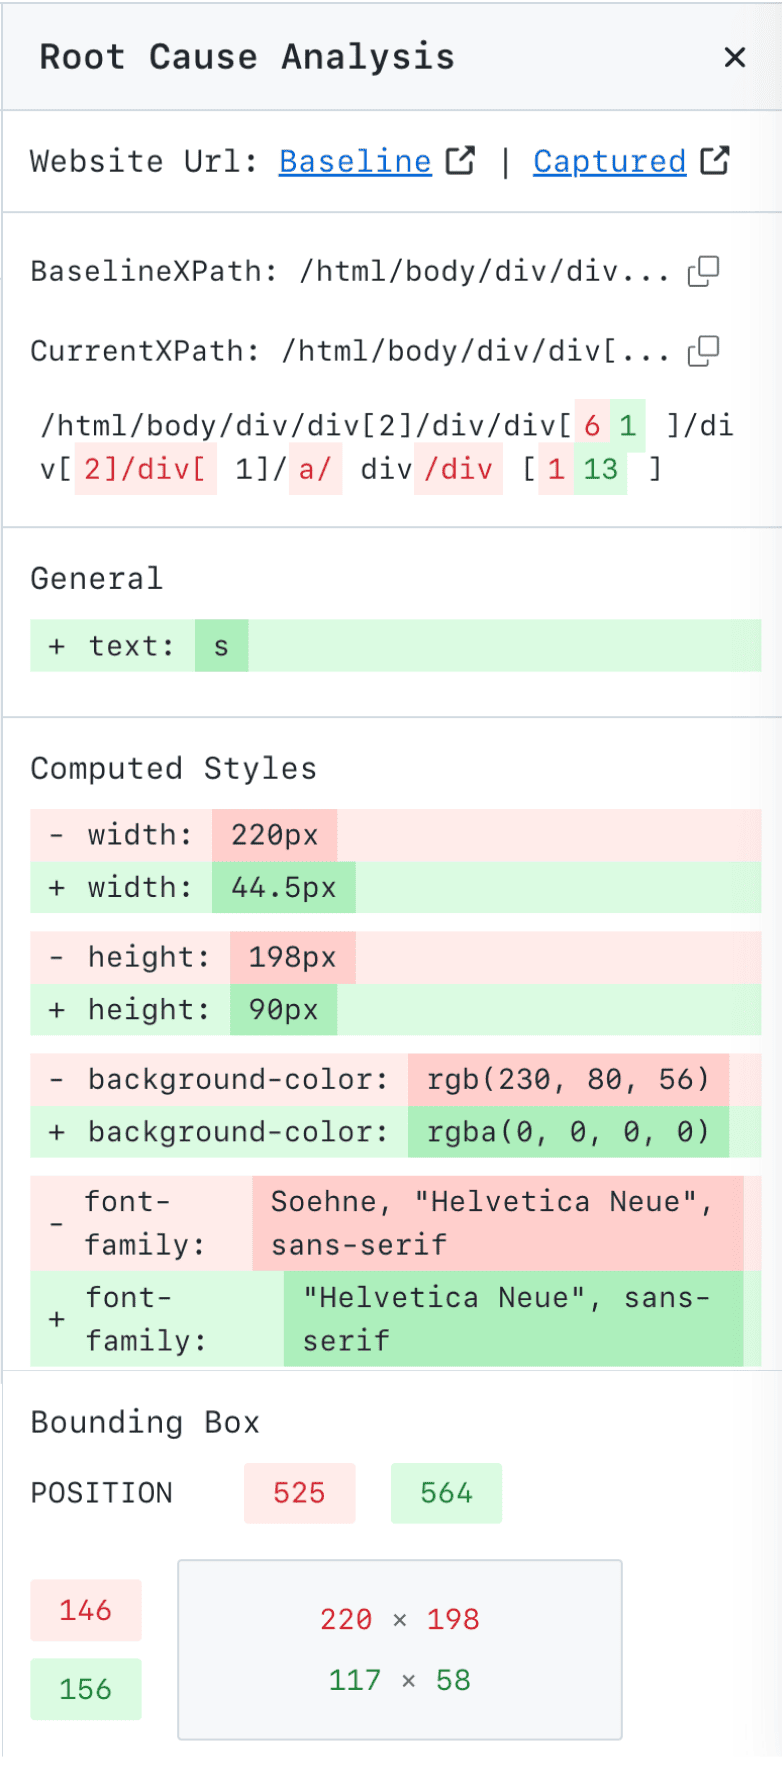 Root Cause Analysis ×
Website Url: Baseline | Captured
BaselineXPath: /html/body/div/div...
CurrentXPath: /html/body/div/div[...
/html/body/div/div[2]/div/div[ 6 1 ]/di
v[ 2]/div[ 1]/ a/ div /div [ 1 13 ]
General
+ text: s
Computed Styles
- width: 220px
+ width: 44.5px
- height: 198px
+ height: 90px
- background-color: rgb(230, 80, 56)
+ background-color: rgba(0, 0, 0, 0)
- font-family: Soehne, "Helvetica Neue",
sans-serif
+ font-family: "Helvetica Neue", sans-
serif
Bounding Box
POSITION 525 564
146
156
220 × 198
117 × 58